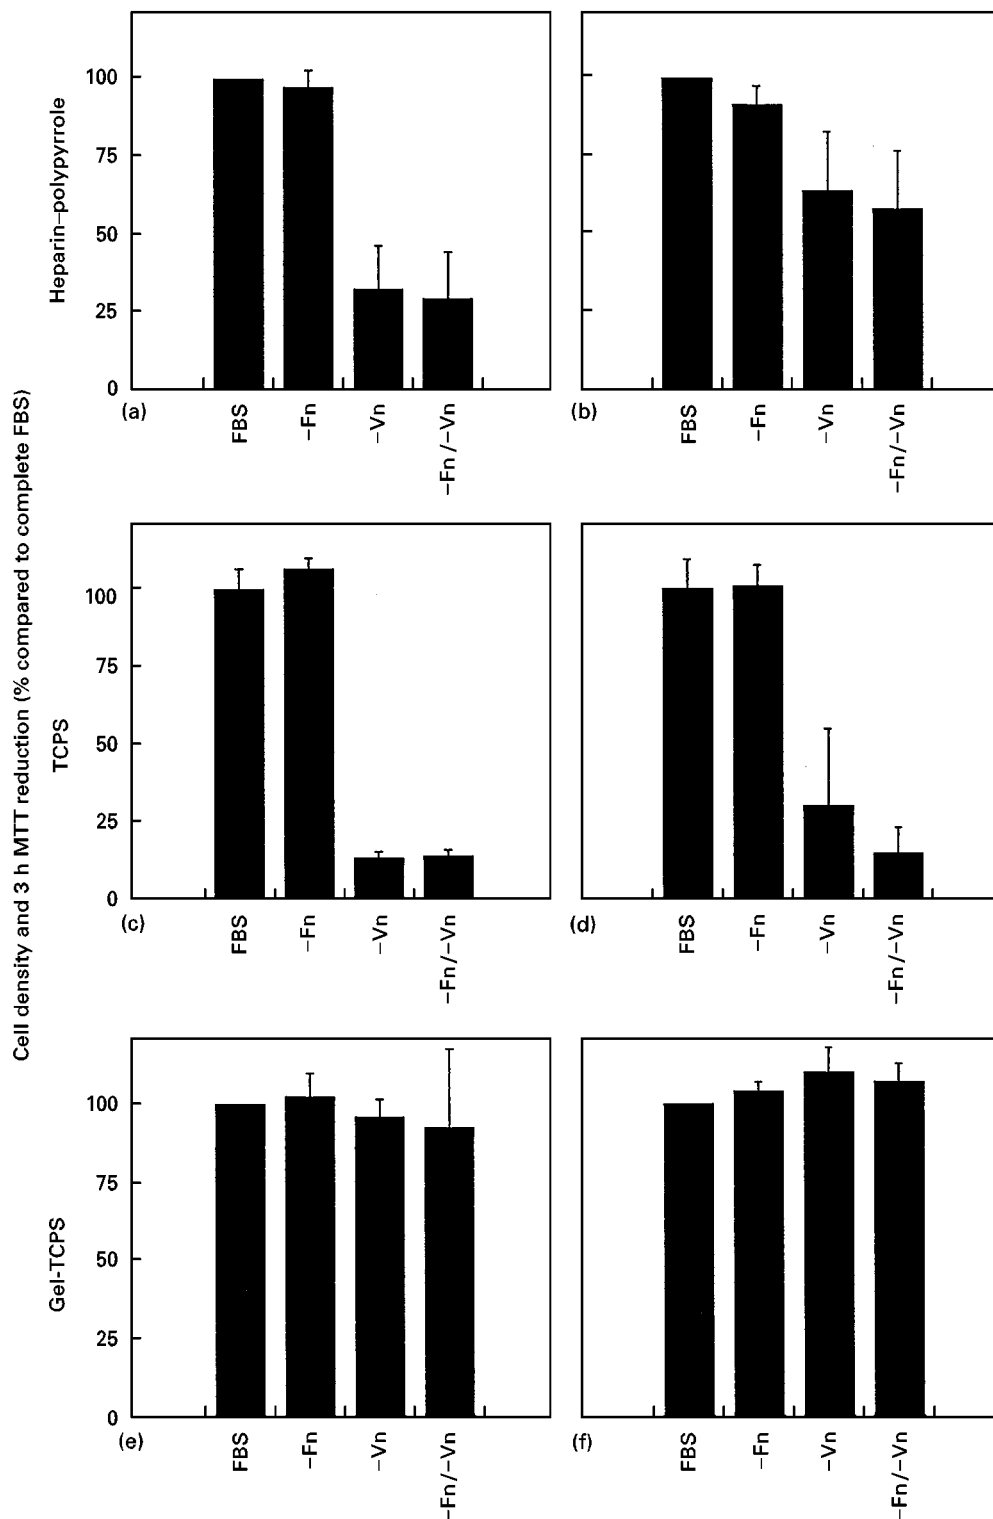 Cell density and 3 h MTT reduction (% compared to complete FBS)
Heparin–polypyrrole
100
75
50
25
0
(a)
FBS
–Fn
–Vn
–Fn/–Vn
(b)
FBS
–Fn
–Vn
–Fn/–Vn
TCPS
100
75
50
25
0
(c)
FBS
–Fn
–Vn
–Fn/–Vn
(d)
FBS
–Fn
–Vn
–Fn/–Vn
Gel-TCPS
100
75
50
25
0
(e)
FBS
–Fn
–Vn
–Fn/–Vn
(f)
FBS
–Fn
–Vn
–Fn/–Vn